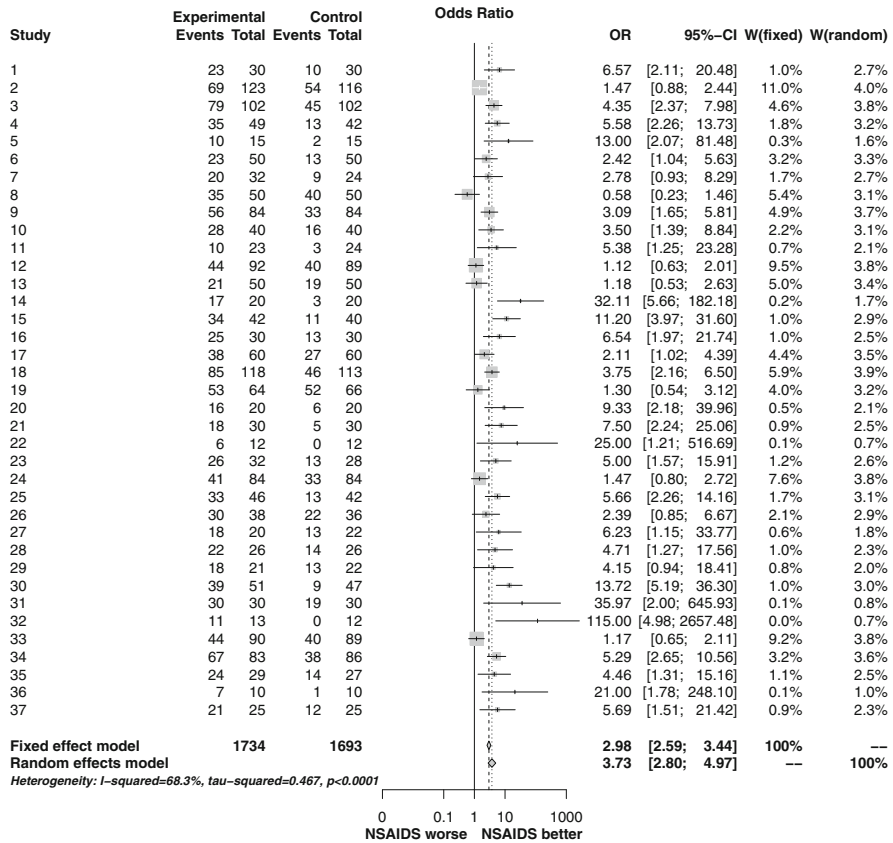 Experimental Control Odds Ratio
Study Events Total Events Total OR 95%−CI W(fixed) W(random)
1 23 30 10 30 6.57 [2.11; 20.48] 1.0% 2.7%
2 69 123 54 116 1.47 [0.88; 2.44] 11.0% 4.0%
3 79 102 45 102 4.35 [2.37; 7.98] 4.6% 3.8%
4 35 49 13 42 5.58 [2.26; 13.73] 1.8% 3.2%
5 10 15 2 15 13.00 [2.07; 81.48] 0.3% 1.6%
6 23 50 13 50 2.42 [1.04; 5.63] 3.2% 3.3%
7 20 32 9 24 2.78 [0.93; 8.29] 1.7% 2.7%
8 35 50 40 50 0.58 [0.23; 1.46] 5.4% 3.1%
9 56 84 33 84 3.09 [1.65; 5.81] 4.9% 3.7%
10 28 40 16 40 3.50 [1.39; 8.84] 2.2% 3.1%
11 10 23 3 24 5.38 [1.25; 23.28] 0.7% 2.1%
12 44 92 40 89 1.12 [0.63; 2.01] 9.5% 3.8%
13 21 50 19 50 1.18 [0.53; 2.63] 5.0% 3.4%
14 17 20 3 20 32.11 [5.66; 182.18] 0.2% 1.7%
15 34 42 11 40 11.20 [3.97; 31.60] 1.0% 2.9%
16 25 30 13 30 6.54 [1.97; 21.74] 1.0% 2.5%
17 38 60 27 60 2.11 [1.02; 4.39] 4.4% 3.5%
18 85 118 46 113 3.75 [2.16; 6.50] 5.9% 3.9%
19 53 64 52 66 1.30 [0.54; 3.12] 4.0% 3.2%
20 16 20 6 20 9.33 [2.18; 39.96] 0.5% 2.1%
21 18 30 5 30 7.50 [2.24; 25.06] 0.9% 2.5%
22 6 12 0 12 25.00 [1.21; 516.69] 0.1% 0.7%
23 26 32 13 28 5.00 [1.57; 15.91] 1.2% 2.6%
24 41 84 33 84 1.47 [0.80; 2.72] 7.6% 3.8%
25 33 46 13 42 5.66 [2.26; 14.16] 1.7% 3.1%
26 30 38 22 36 2.39 [0.85; 6.67] 2.1% 2.9%
27 18 20 13 22 6.23 [1.15; 33.77] 0.6% 1.8%
28 22 26 14 26 4.71 [1.27; 17.56] 1.0% 2.3%
29 18 21 13 22 4.15 [0.94; 18.41] 0.8% 2.0%
30 39 51 9 47 13.72 [5.19; 36.30] 1.0% 3.0%
31 30 30 19 30 35.97 [2.00; 645.93] 0.1% 0.8%
32 11 13 0 12 115.00 [4.98; 2657.48] 0.0% 0.7%
33 44 90 40 89 1.17 [0.65; 2.11] 9.2% 3.8%
34 67 83 38 86 5.29 [2.65; 10.56] 3.2% 3.6%
35 24 29 14 27 4.46 [1.31; 15.16] 1.1% 2.5%
36 7 10 1 10 21.00 [1.78; 248.10] 0.1% 1.0%
37 21 25 12 25 5.69 [1.51; 21.42] 0.9% 2.3%
Fixed effect model 1734 1693 2.98 [2.59; 3.44] 100% −−
Random effects model 3.73 [2.80; 4.97] −− 100%
Heterogeneity: I−squared=68.3%, tau−squared=0.467, p<0.0001
0 0.1 1 10 1000
NSAIDS worse NSAIDS better